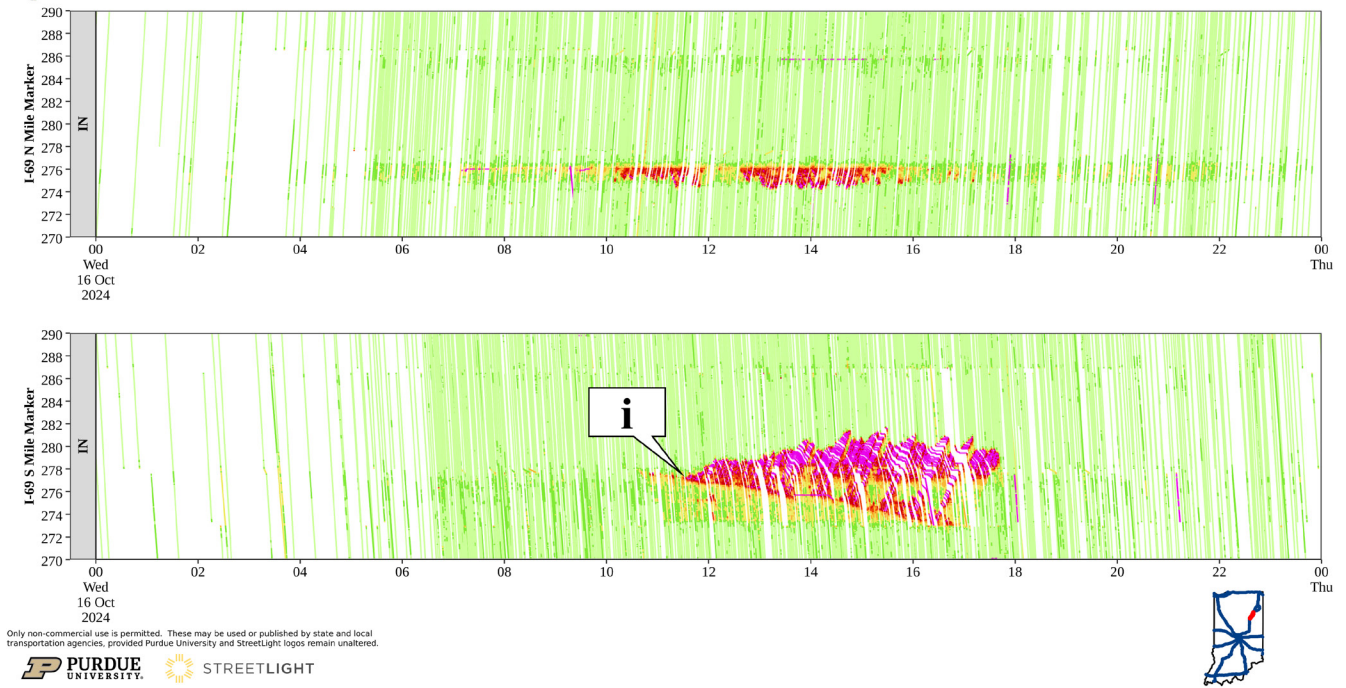 290
288
286
284
282
280
278
276
274
272
270
I-69 N Mile Marker
IN
00 02 04 06 08 10 12 14 16 18 20 22 00
Wed Thu
16 Oct
2024
290
288
286
284
282
280
278
276
274
272
270
I-69 S Mile Marker
IN
i
00 02 04 06 08 10 12 14 16 18 20 22 00
Wed Thu
16 Oct
2024
Only non-commercial use is permitted. These may be used or published by state and local
transportation agencies, provided Purdue University and StreetLight logos remain unaltered.
P PURDUE
UNIVERSITY.
STREETLIGHT